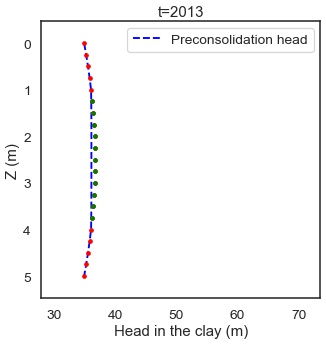 t=2013
Preconsolidation head
0
1
2
3
4
5
Z (m)
30 40 50 60 70
Head in the clay (m)